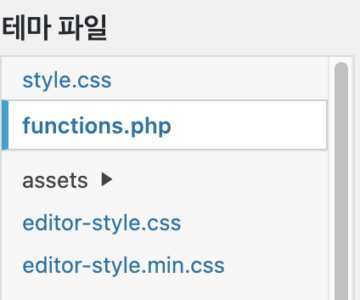 테마 파일
style.css
functions.php
assets ▶
editor-style.css
editor-style.min.css